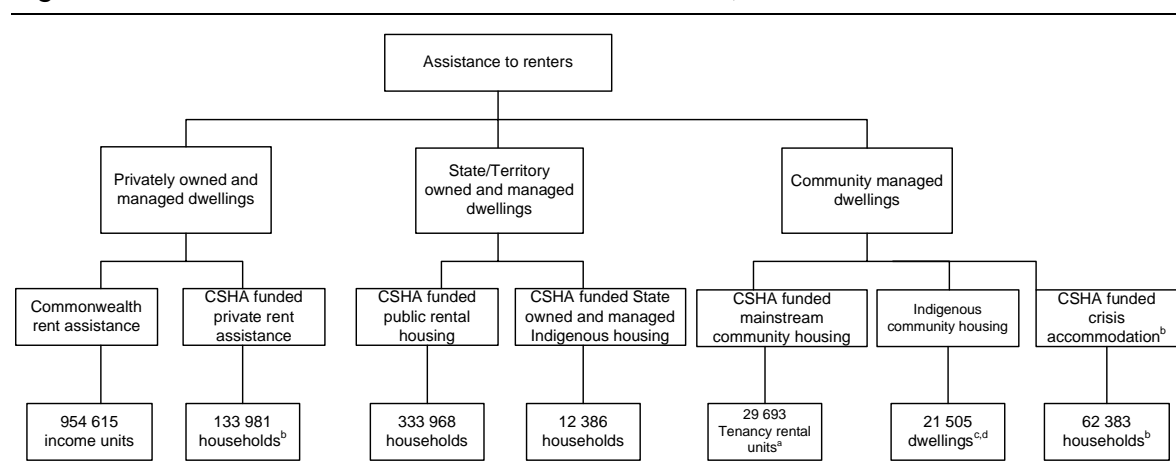 Assistance to renters
Privately owned and
managed dwellings
State/Territory
owned and managed
dwellings
Community managed
dwellings
Commonwealth
rent assistance
CSHA funded
private rent
assistance
CSHA funded
public rental
housing
CSHA funded State
owned and managed
Indigenous housing
CSHA funded
mainstream
community housing
Indigenous
community housing
CSHA funded
crisis
accommodationᵇ
954 615
income units
133 981
householdsᵇ
333 968
households
12 386
households
29 693
Tenancy rental
unitsᵃ
21 505
dwellingsᶜ,ᵈ
62 383
householdsᵇ